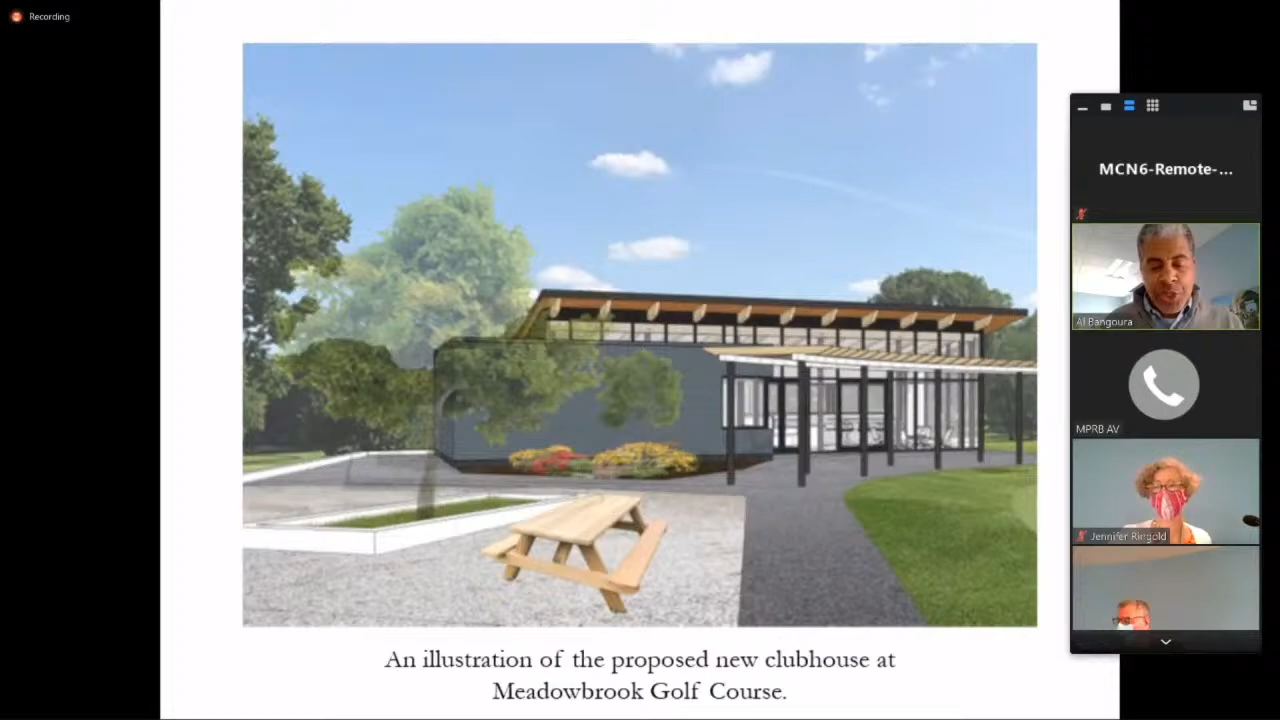 Recording
MCN6-Remote-...
Al Bangoura
MPRB AV
Jennifer Ringold
An illustration of the proposed new clubhouse at
Meadowbrook Golf Course.